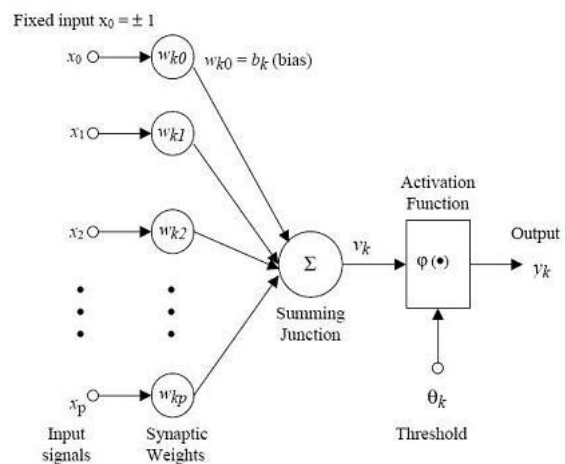 Fixed input x₀ = ± 1
x₀
wₖ₀
wₖ₀ = bₖ (bias)
x₁
wₖ₁
x₂
wₖ₂
Σ
Summing
Junction
vₖ
Activation
Function
φ (•)
Output
yₖ
θₖ
Threshold
xₚ
wₖₚ
Input
signals
Synaptic
Weights